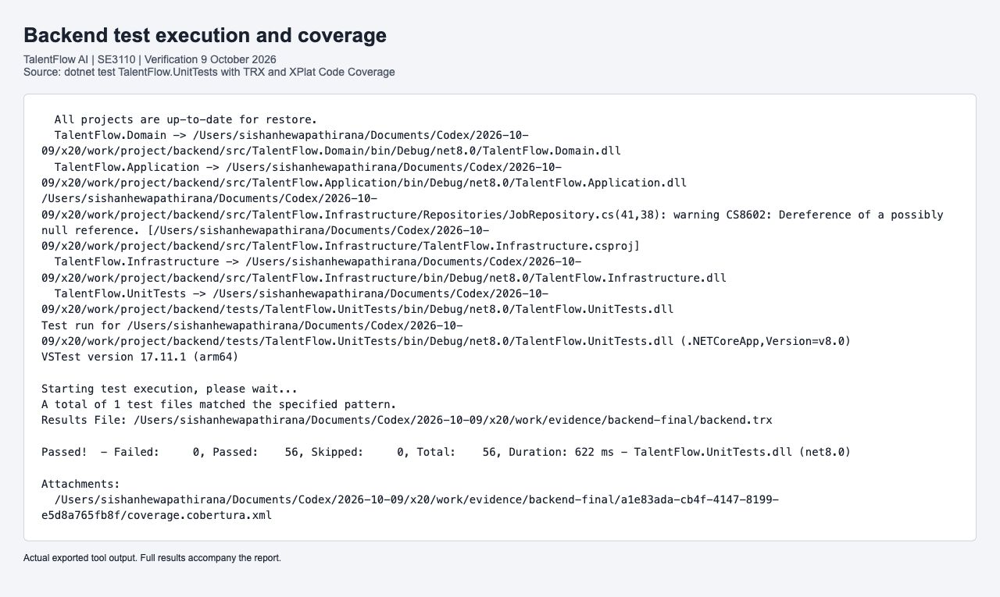 Backend test execution and coverage
TalentFlow AI | SE3110 | Verification 9 October 2026
Source: dotnet test TalentFlow.UnitTests with TRX and XPlat Code Coverage
All projects are up-to-date for restore.
TalentFlow.Domain -> /Users/sishanhewapathirana/Documents/Codex/2026-10-
09/x20/work/project/backend/src/TalentFlow.Domain/bin/Debug/net8.0/TalentFlow.Domain.dll
TalentFlow.Application -> /Users/sishanhewapathirana/Documents/Codex/2026-10-
09/x20/work/project/backend/src/TalentFlow.Application/bin/Debug/net8.0/TalentFlow.Application.dll
/Users/sishanhewapathirana/Documents/Codex/2026-10-
09/x20/work/project/backend/src/TalentFlow.Infrastructure/Repositories/JobRepository.cs(41,38): warning CS8602: Dereference of a possibly
null reference. [/Users/sishanhewapathirana/Documents/Codex/2026-10-
09/x20/work/project/backend/src/TalentFlow.Infrastructure/TalentFlow.Infrastructure.csproj]
TalentFlow.Infrastructure -> /Users/sishanhewapathirana/Documents/Codex/2026-10-
09/x20/work/project/backend/src/TalentFlow.Infrastructure/bin/Debug/net8.0/TalentFlow.Infrastructure.dll
TalentFlow.UnitTests -> /Users/sishanhewapathirana/Documents/Codex/2026-10-
09/x20/work/project/backend/tests/TalentFlow.UnitTests/bin/Debug/net8.0/TalentFlow.UnitTests.dll
Test run for /Users/sishanhewapathirana/Documents/Codex/2026-10-
09/x20/work/project/backend/tests/TalentFlow.UnitTests/bin/Debug/net8.0/TalentFlow.UnitTests.dll (.NETCoreApp,Version=v8.0)
VSTest version 17.11.1 (arm64)
Starting test execution, please wait...
A total of 1 test files matched the specified pattern.
Results File: /Users/sishanhewapathirana/Documents/Codex/2026-10-09/x20/work/evidence/backend-final/backend.trx
Passed!  - Failed:     0, Passed:    56, Skipped:     0, Total:    56, Duration: 622 ms - TalentFlow.UnitTests.dll (net8.0)
Attachments:
/Users/sishanhewapathirana/Documents/Codex/2026-10-09/x20/work/evidence/backend-final/a1e83ada-cb4f-4147-8199-
e5d8a765fb8f/coverage.cobertura.xml
Actual exported tool output. Full results accompany the report.